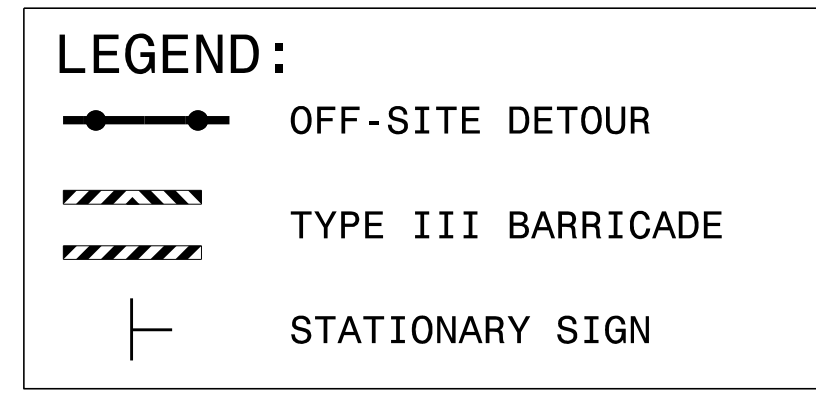 LEGEND:
OFF-SITE DETOUR
TYPE III BARRICADE
STATIONARY SIGN